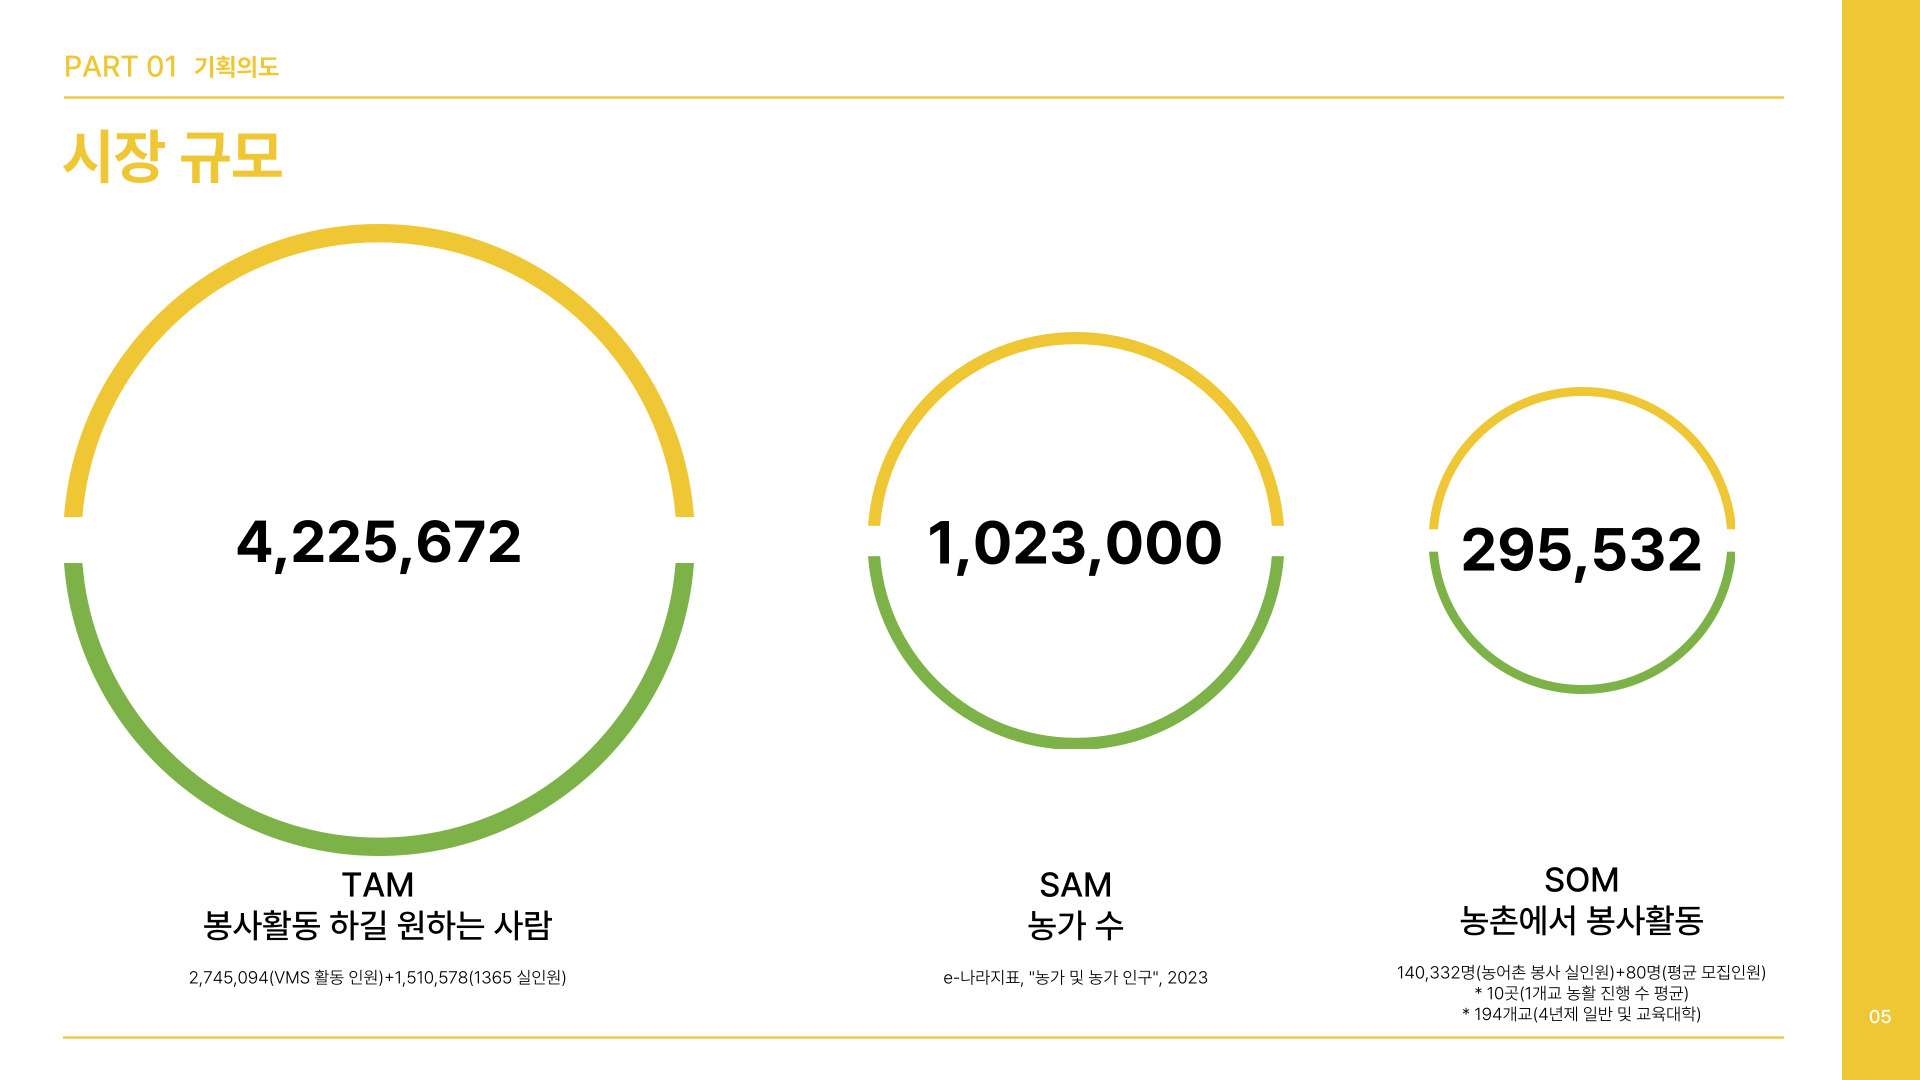 PART 01 기획의도
시장 규모
4,225,672
TAM
봉사활동 하길 원하는 사람
2,745,094(VMS 활동 인원)+1,510,578(1365 실인원)
1,023,000
SAM
농가 수
e-나라지표, "농가 및 농가 인구", 2023
295,532
SOM
농촌에서 봉사활동
140,332명(농어촌 봉사 실인원)+80명(평균 모집인원)
* 10곳(1개교 농활 진행 수 평균)
* 194개교(4년제 일반 및 교육대학)
05